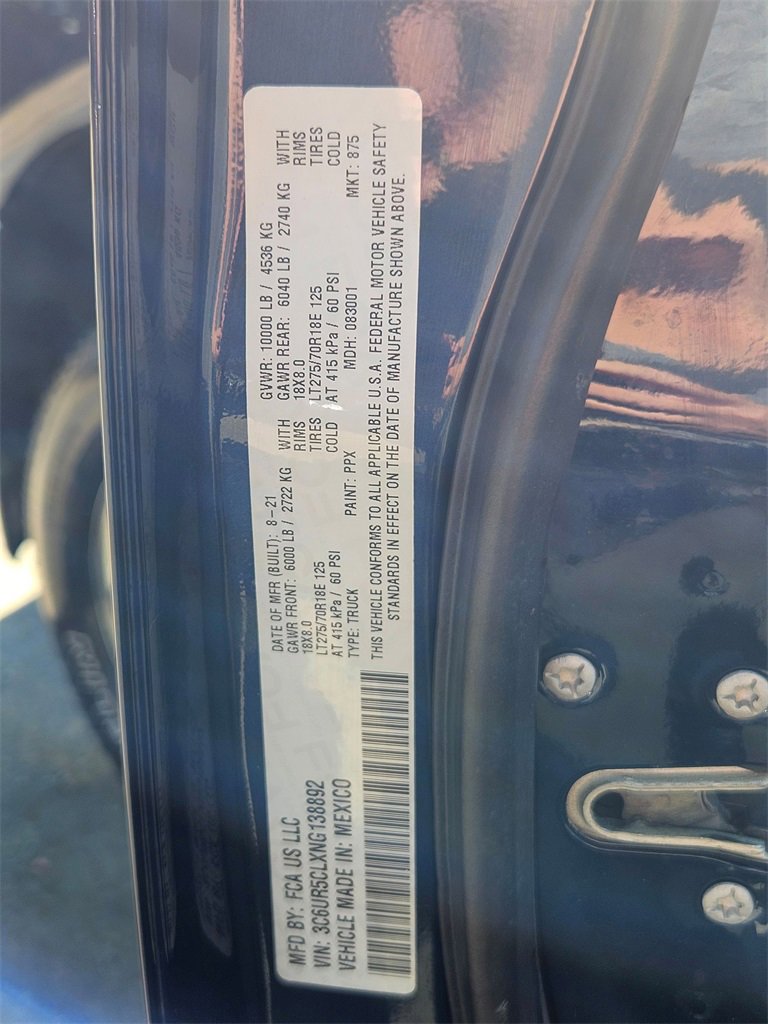 MFD BY: FCA US LLC
VIN: 3C6UR5CLXNG138892
VEHICLE MADE IN: MEXICO
DATE OF MFR (BUILT): 8-21 GVWR: 10000 LB / 4536 KG
GAWR FRONT: 6000 LB / 2722 KG WITH GAWR REAR: 6040 LB / 2740 KG WITH
18X8.0 RIMS 18X8.0 RIMS
LT275/70R18E 125 TIRES LT275/70R18E 125 TIRES
AT 415 kPa / 60 PSI COLD AT 415 kPa / 60 PSI COLD
TYPE: TRUCK PAINT: PPX MDH: 083001 MKT: 875
THIS VEHICLE CONFORMS TO ALL APPLICABLE U.S.A. FEDERAL MOTOR VEHICLE SAFETY
STANDARDS IN EFFECT ON THE DATE OF MANUFACTURE SHOWN ABOVE.